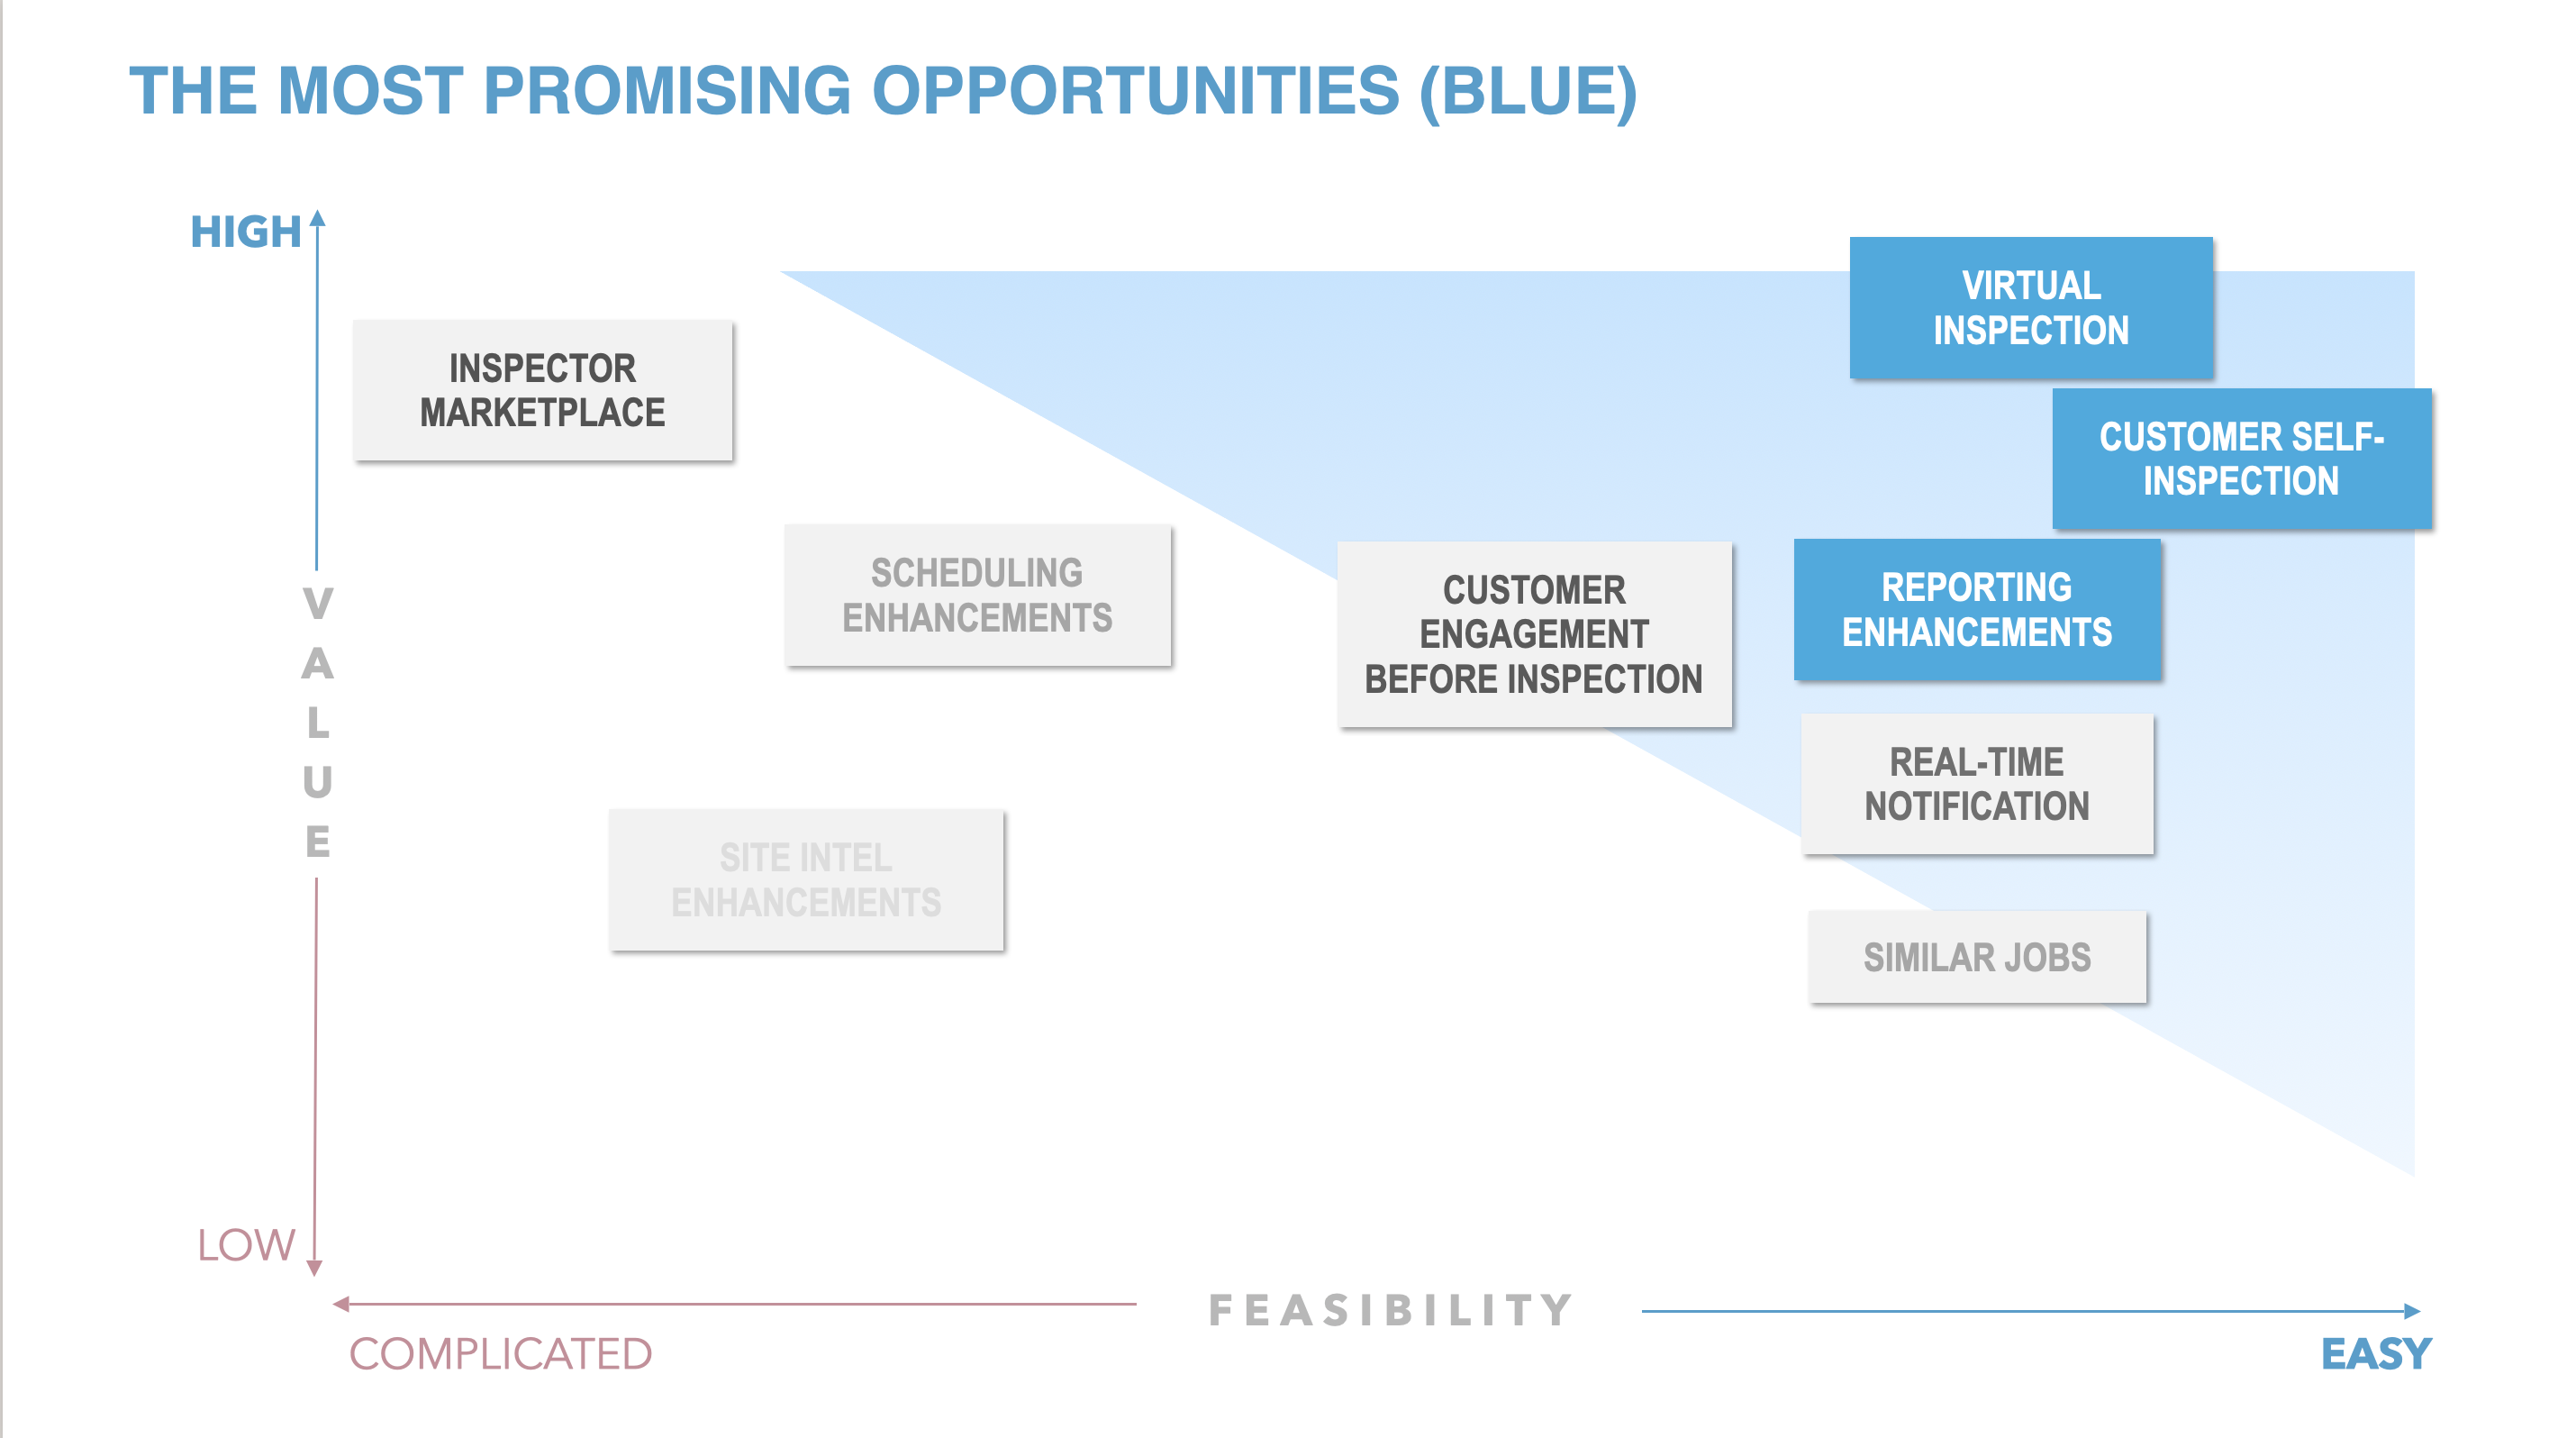 THE MOST PROMISING OPPORTUNITIES (BLUE)
HIGH
VIRTUAL
INSPECTION
INSPECTOR
MARKETPLACE
CUSTOMER SELF-
INSPECTION
SCHEDULING
ENHANCEMENTS
CUSTOMER
ENGAGEMENT
BEFORE INSPECTION
REPORTING
ENHANCEMENTS
VALUE
REAL-TIME
NOTIFICATION
SITE INTEL
ENHANCEMENTS
SIMILAR JOBS
LOW
FEASIBILITY
COMPLICATED
EASY